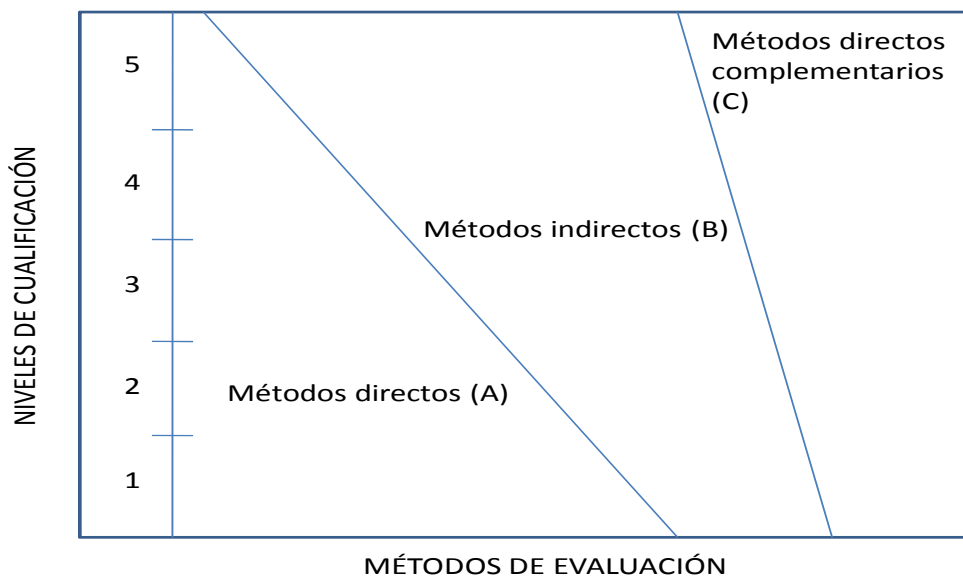 NIVELES DE CUALIFICACIÓN
5
4
3
2
1
Métodos directos
complementarios
(C)
Métodos indirectos (B)
Métodos directos (A)
MÉTODOS DE EVALUACIÓN